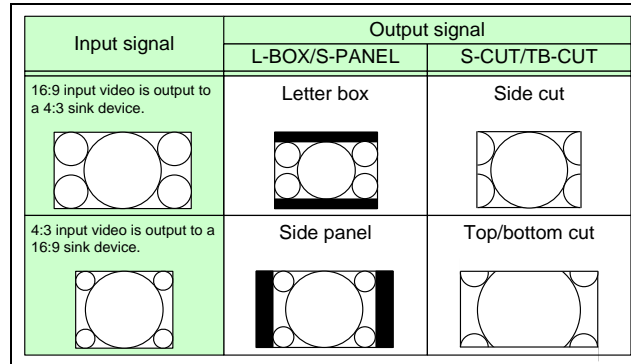 Input signal
Output signal
L-BOX/S-PANEL
S-CUT/TB-CUT
16:9 input video is output to
a 4:3 sink device.
Letter box
Side cut
4:3 input video is output to a
16:9 sink device.
Side panel
Top/bottom cut